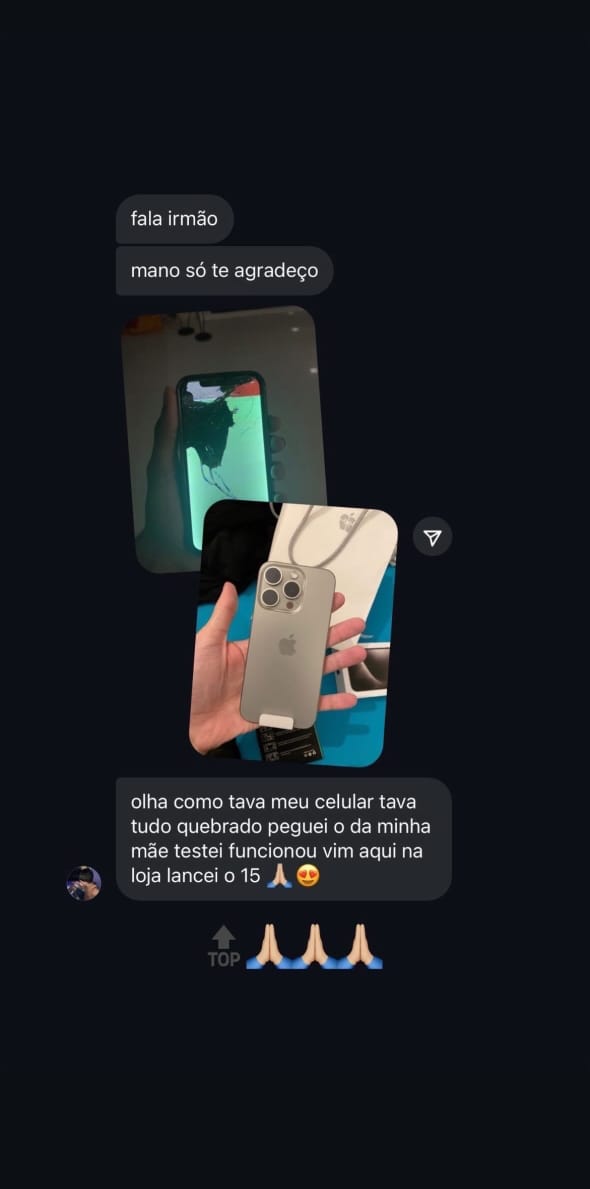 fala irmão
mano só te agradeço
olha como tava meu celular tava
tudo quebrado peguei o da minha
mãe testei funcionou vim aqui na
loja lancei o 15 🙏🏼😍
🔝🙏🏼🙏🏼🙏🏼